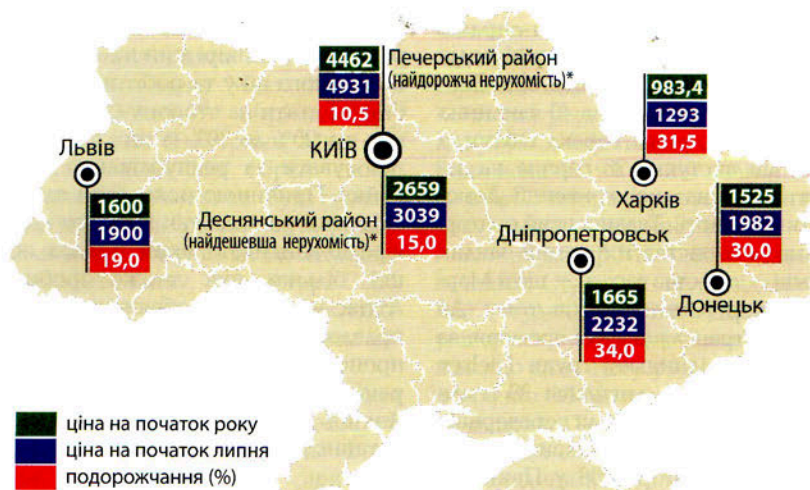 4462
4931
10,5
Печерський район
(найдорожча нерухомість)*
КИЇВ
Деснянський район
(найдешевша нерухомість)*
2659
3039
15,0
Львів
1600
1900
19,0
983,4
1293
31,5
Харків
1525
1982
30,0
Донецьк
Дніпропетровськ
1665
2232
34,0
ціна на початок року
ціна на початок липня
подорожчання (%)